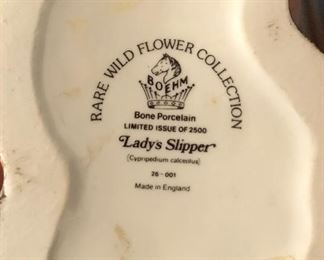 RARE WILD FLOWER COLLECTION
BOEHM
Bone Porcelain
LIMITED ISSUE OF 2500
Lady's Slipper
(Cypripedium calceolus)
26-001
Made in England